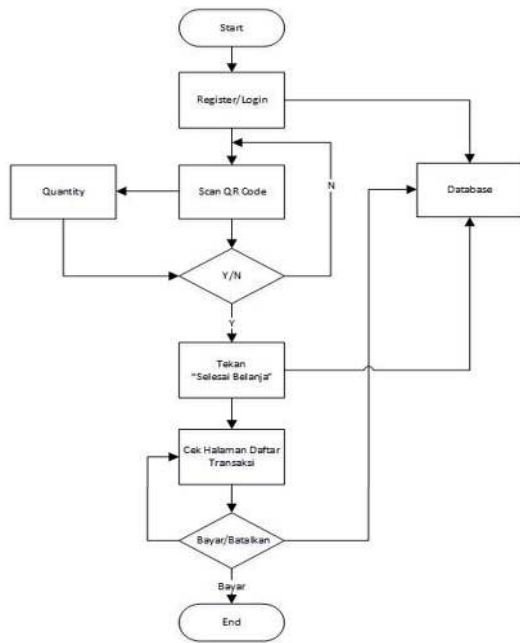 Start
Register/Login
N
Quantity
Scan QR Code
Database
Y/N
Y
Tekan
"Selesai Belanja"
Cek Halaman Daftar
Transaksi
Bayar/Batalkan
Bayar
End